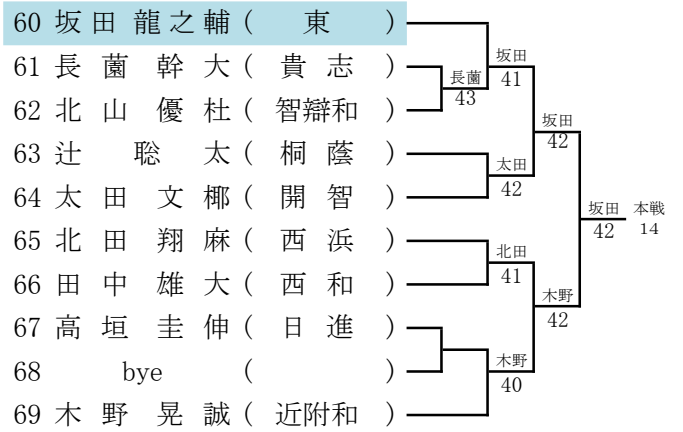 60 坂田 龍之輔 ( 東 )
61 長薗 幹大 ( 貴志 )
62 北山 優杜 ( 智辯和 )
63 辻 聡太 ( 桐蔭 )
64 太田 文椰 ( 開智 )
65 北田 翔麻 ( 西浜 )
66 田中 雄大 ( 西和 )
67 高垣 圭伸 ( 日進 )
68 bye ( )
69 木野 晃誠 ( 近附和 )
長薗
43
坂田
41
太田
42
北田
41
木野
40
坂田
42
木野
42
坂田
42
本戦
14